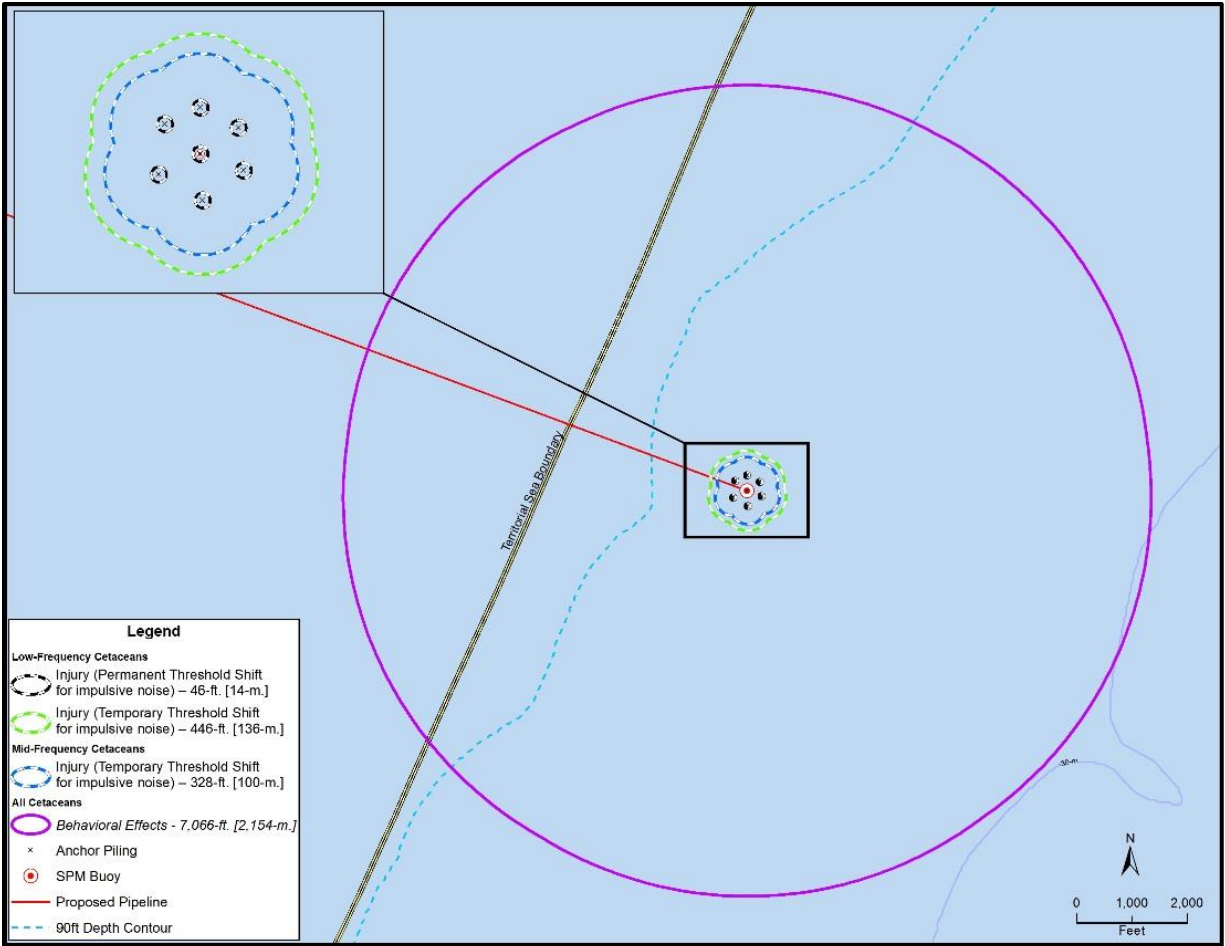 Territorial Sea Boundary
-30-m
Legend
Low-Frequency Cetaceans
Injury (Permanent Threshold Shift
for impulsive noise) – 46-ft. [14-m.]
Injury (Temporary Threshold Shift
for impulsive noise) – 446-ft. [136-m.]
Mid-Frequency Cetaceans
Injury (Temporary Threshold Shift
for impulsive noise) – 328-ft. [100-m.]
All Cetaceans
Behavioral Effects - 7,066-ft. [2,154-m.]
Anchor Piling
SPM Buoy
Proposed Pipeline
90ft Depth Contour
N
0 1,000 2,000
Feet